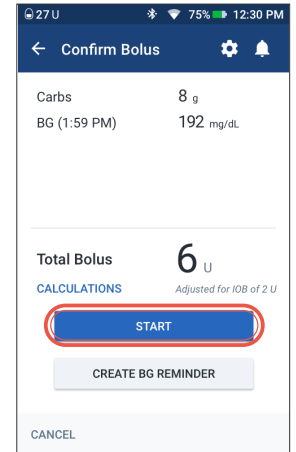 27 U 75% 12:30 PM
Confirm Bolus
Carbs 8 g
BG (1:59 PM) 192 mg/dL
Total Bolus 6 U
CALCULATIONS Adjusted for IOB of 2 U
START
CREATE BG REMINDER
CANCEL